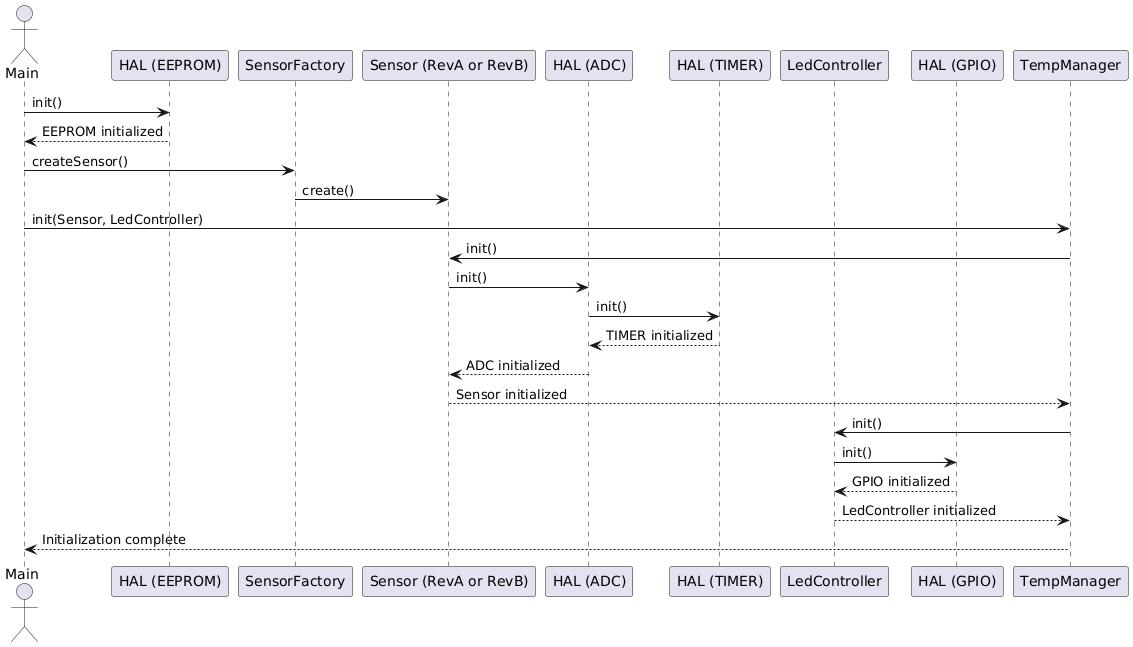 Main
HAL (EEPROM)
SensorFactory
Sensor (RevA or RevB)
HAL (ADC)
HAL (TIMER)
LedController
HAL (GPIO)
TempManager
init()
EEPROM initialized
createSensor()
create()
init(Sensor, LedController)
init()
init()
init()
TIMER initialized
ADC initialized
Sensor initialized
init()
init()
GPIO initialized
LedController initialized
Initialization complete
Main
HAL (EEPROM)
SensorFactory
Sensor (RevA or RevB)
HAL (ADC)
HAL (TIMER)
LedController
HAL (GPIO)
TempManager